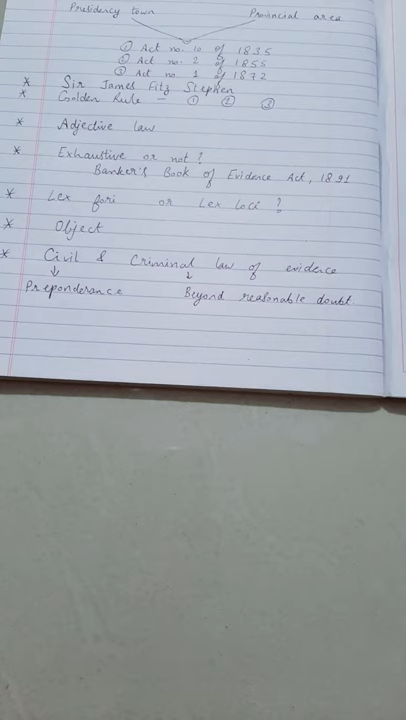 Presidency town Provincial area
① Act no. 10 of 1835
② Act no. 2 of 1855
③ Act no. 1 of 1872
* Sir James Fitz Stephen
* Golden Rule – ① ② ③
* Adjective law
* Exhaustive or not?
Banker's Book of Evidence Act, 1891
* Lex fori or Lex loci?
* Object
* Civil & Criminal law of evidence
↓ ↓
Preponderance Beyond reasonable doubt.